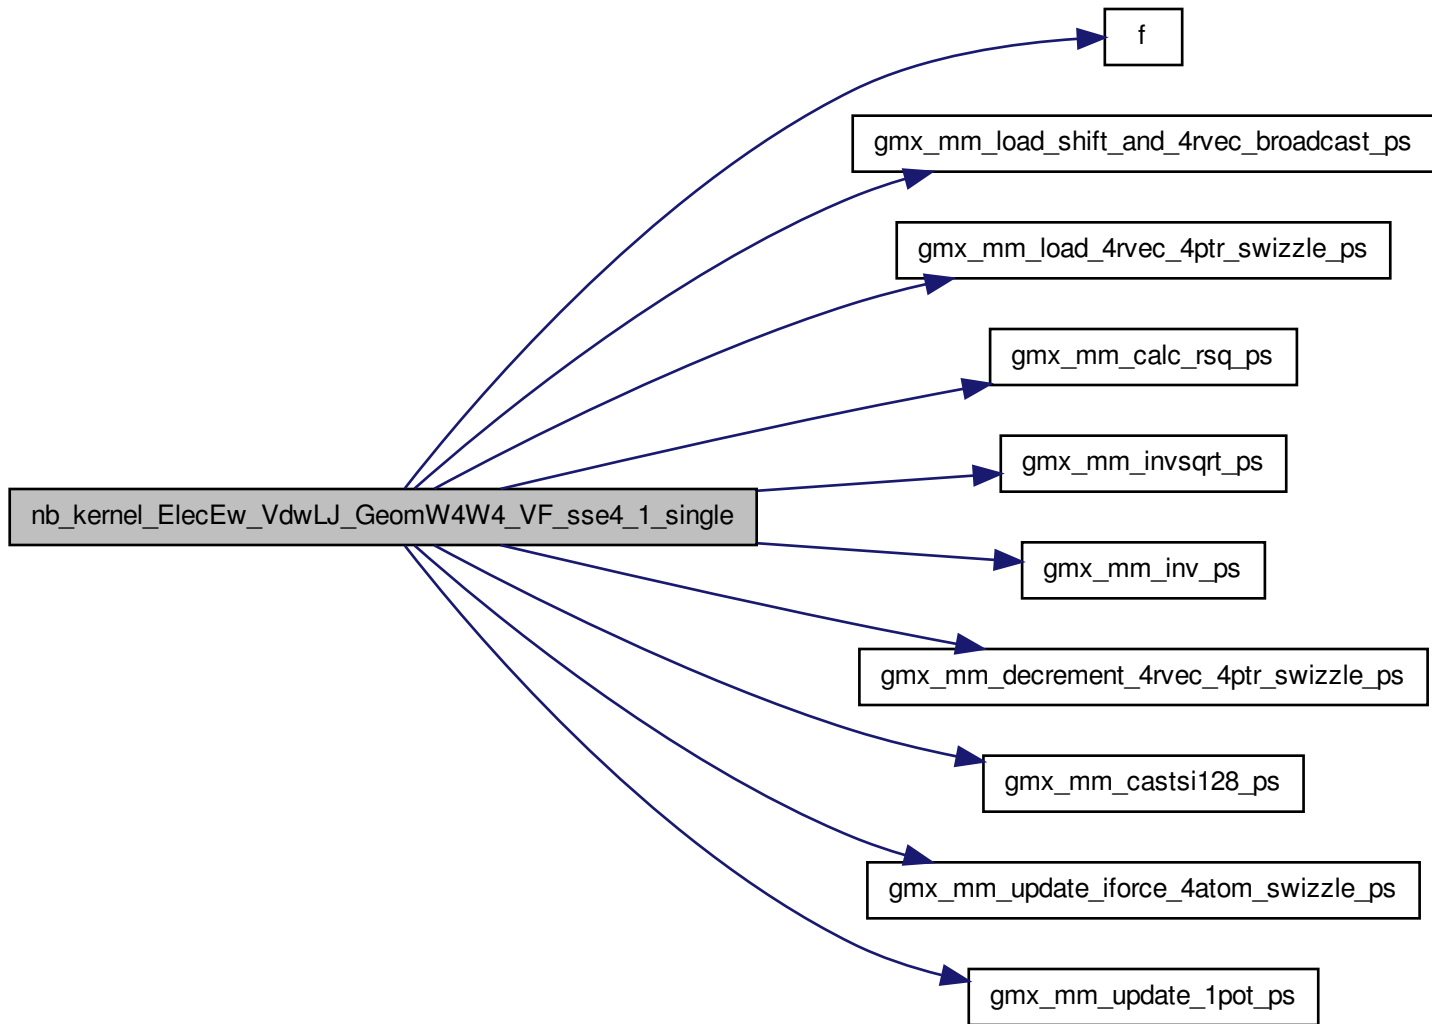 f
gmx_mm_load_shift_and_4rvec_broadcast_ps
gmx_mm_load_4rvec_4ptr_swizzle_ps
gmx_mm_calc_rsq_ps
gmx_mm_invsqrt_ps
nb_kernel_ElecEw_VdwLJ_GeomW4W4_VF_sse4_1_single
gmx_mm_inv_ps
gmx_mm_decrement_4rvec_4ptr_swizzle_ps
gmx_mm_castsi128_ps
gmx_mm_update_iforce_4atom_swizzle_ps
gmx_mm_update_1pot_ps